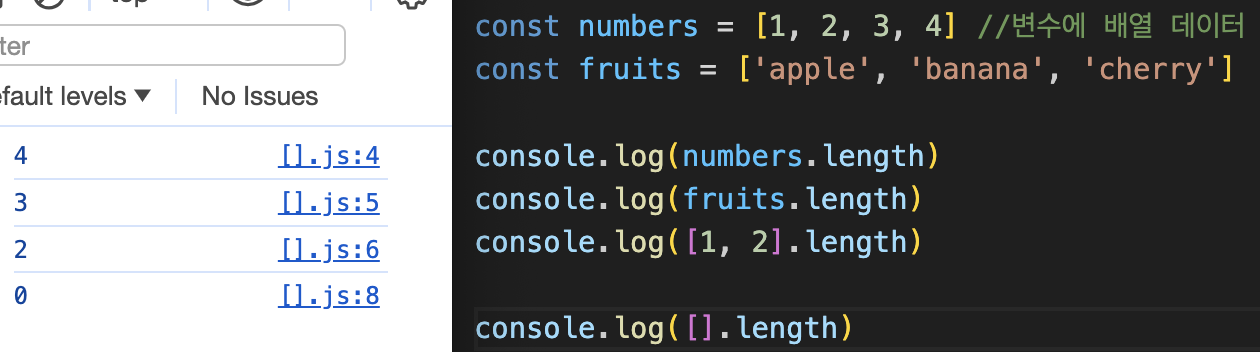 top
ter
efault levels ▼ No Issues
4 [].js:4
3 [].js:5
2 [].js:6
0 [].js:8
const numbers = [1, 2, 3, 4] //변수에 배열 데이터
const fruits = ['apple', 'banana', 'cherry']
console.log(numbers.length)
console.log(fruits.length)
console.log([1, 2].length)
console.log([].length)